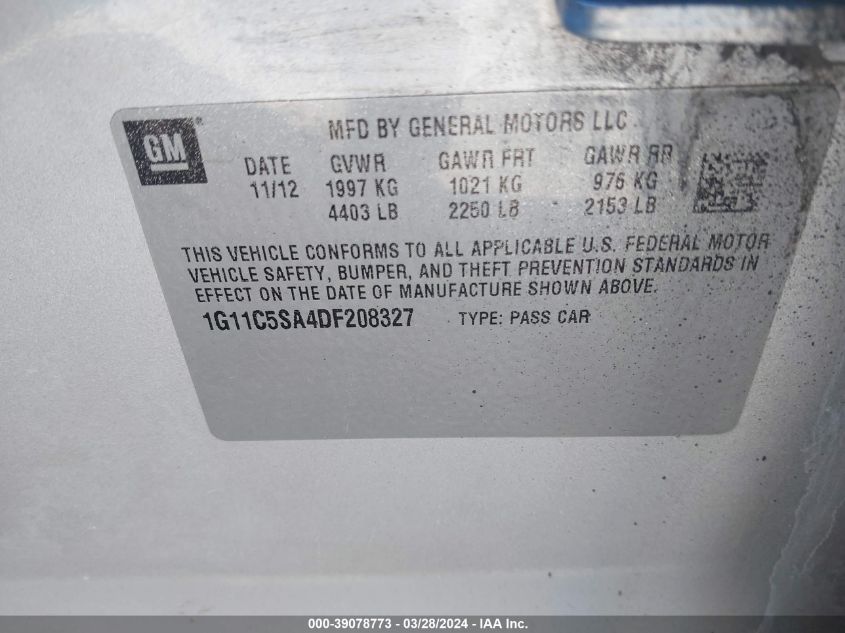 GM®
MFD BY GENERAL MOTORS LLC
DATE GVWR GAWR FRT GAWR RR
11/12 1997 KG 1021 KG 976 KG
4403 LB 2250 LB 2153 LB
THIS VEHICLE CONFORMS TO ALL APPLICABLE U.S. FEDERAL MOTOR
VEHICLE SAFETY, BUMPER, AND THEFT PREVENTION STANDARDS IN
EFFECT ON THE DATE OF MANUFACTURE SHOWN ABOVE.
1G11C5SA4DF208327 TYPE: PASS CAR
000-39078773 - 03/28/2024 - IAA Inc.